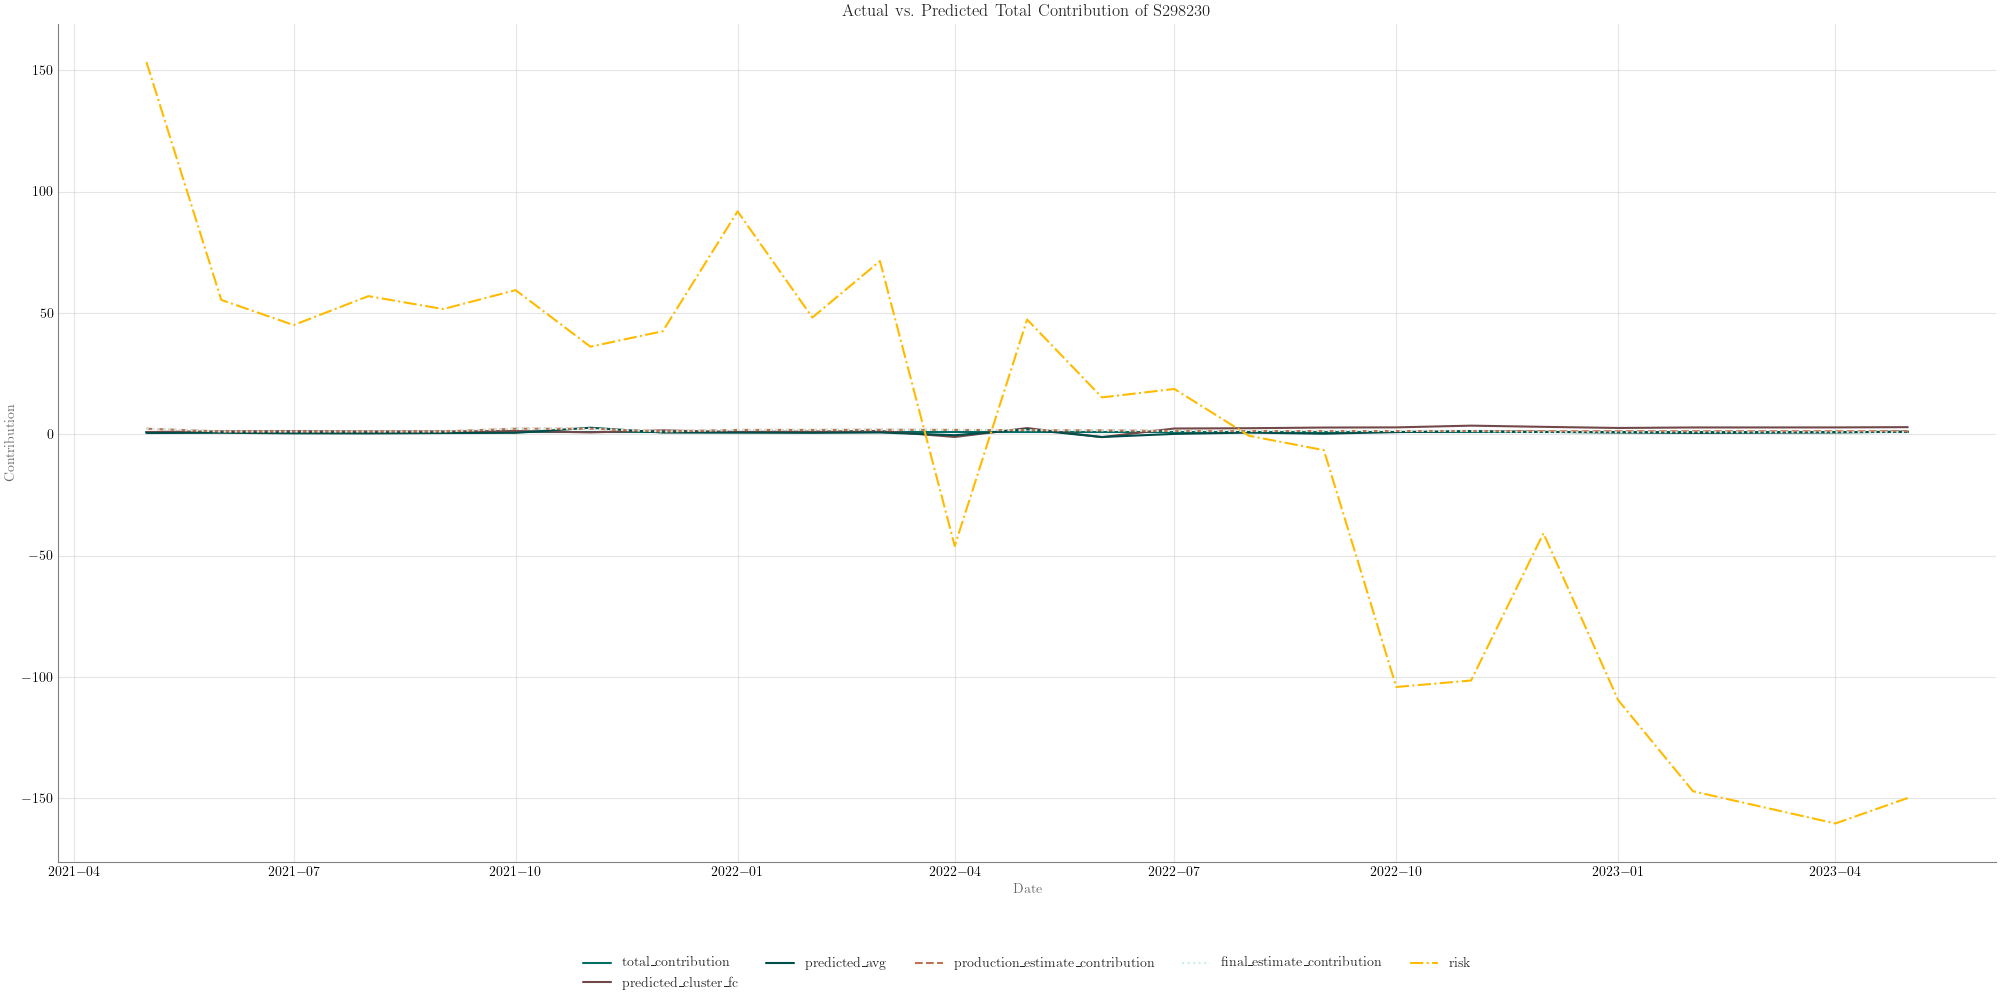 Actual vs. Predicted Total Contribution of S298230
150
100
50
0
−50
−100
−150
Contribution
2021−04 2021−07 2021−10 2022−01 2022−04 2022−07 2022−10 2023−01 2023−04
Date
total_contribution predicted_avg production_estimate_contribution final_estimate_contribution risk
predicted_cluster_fc